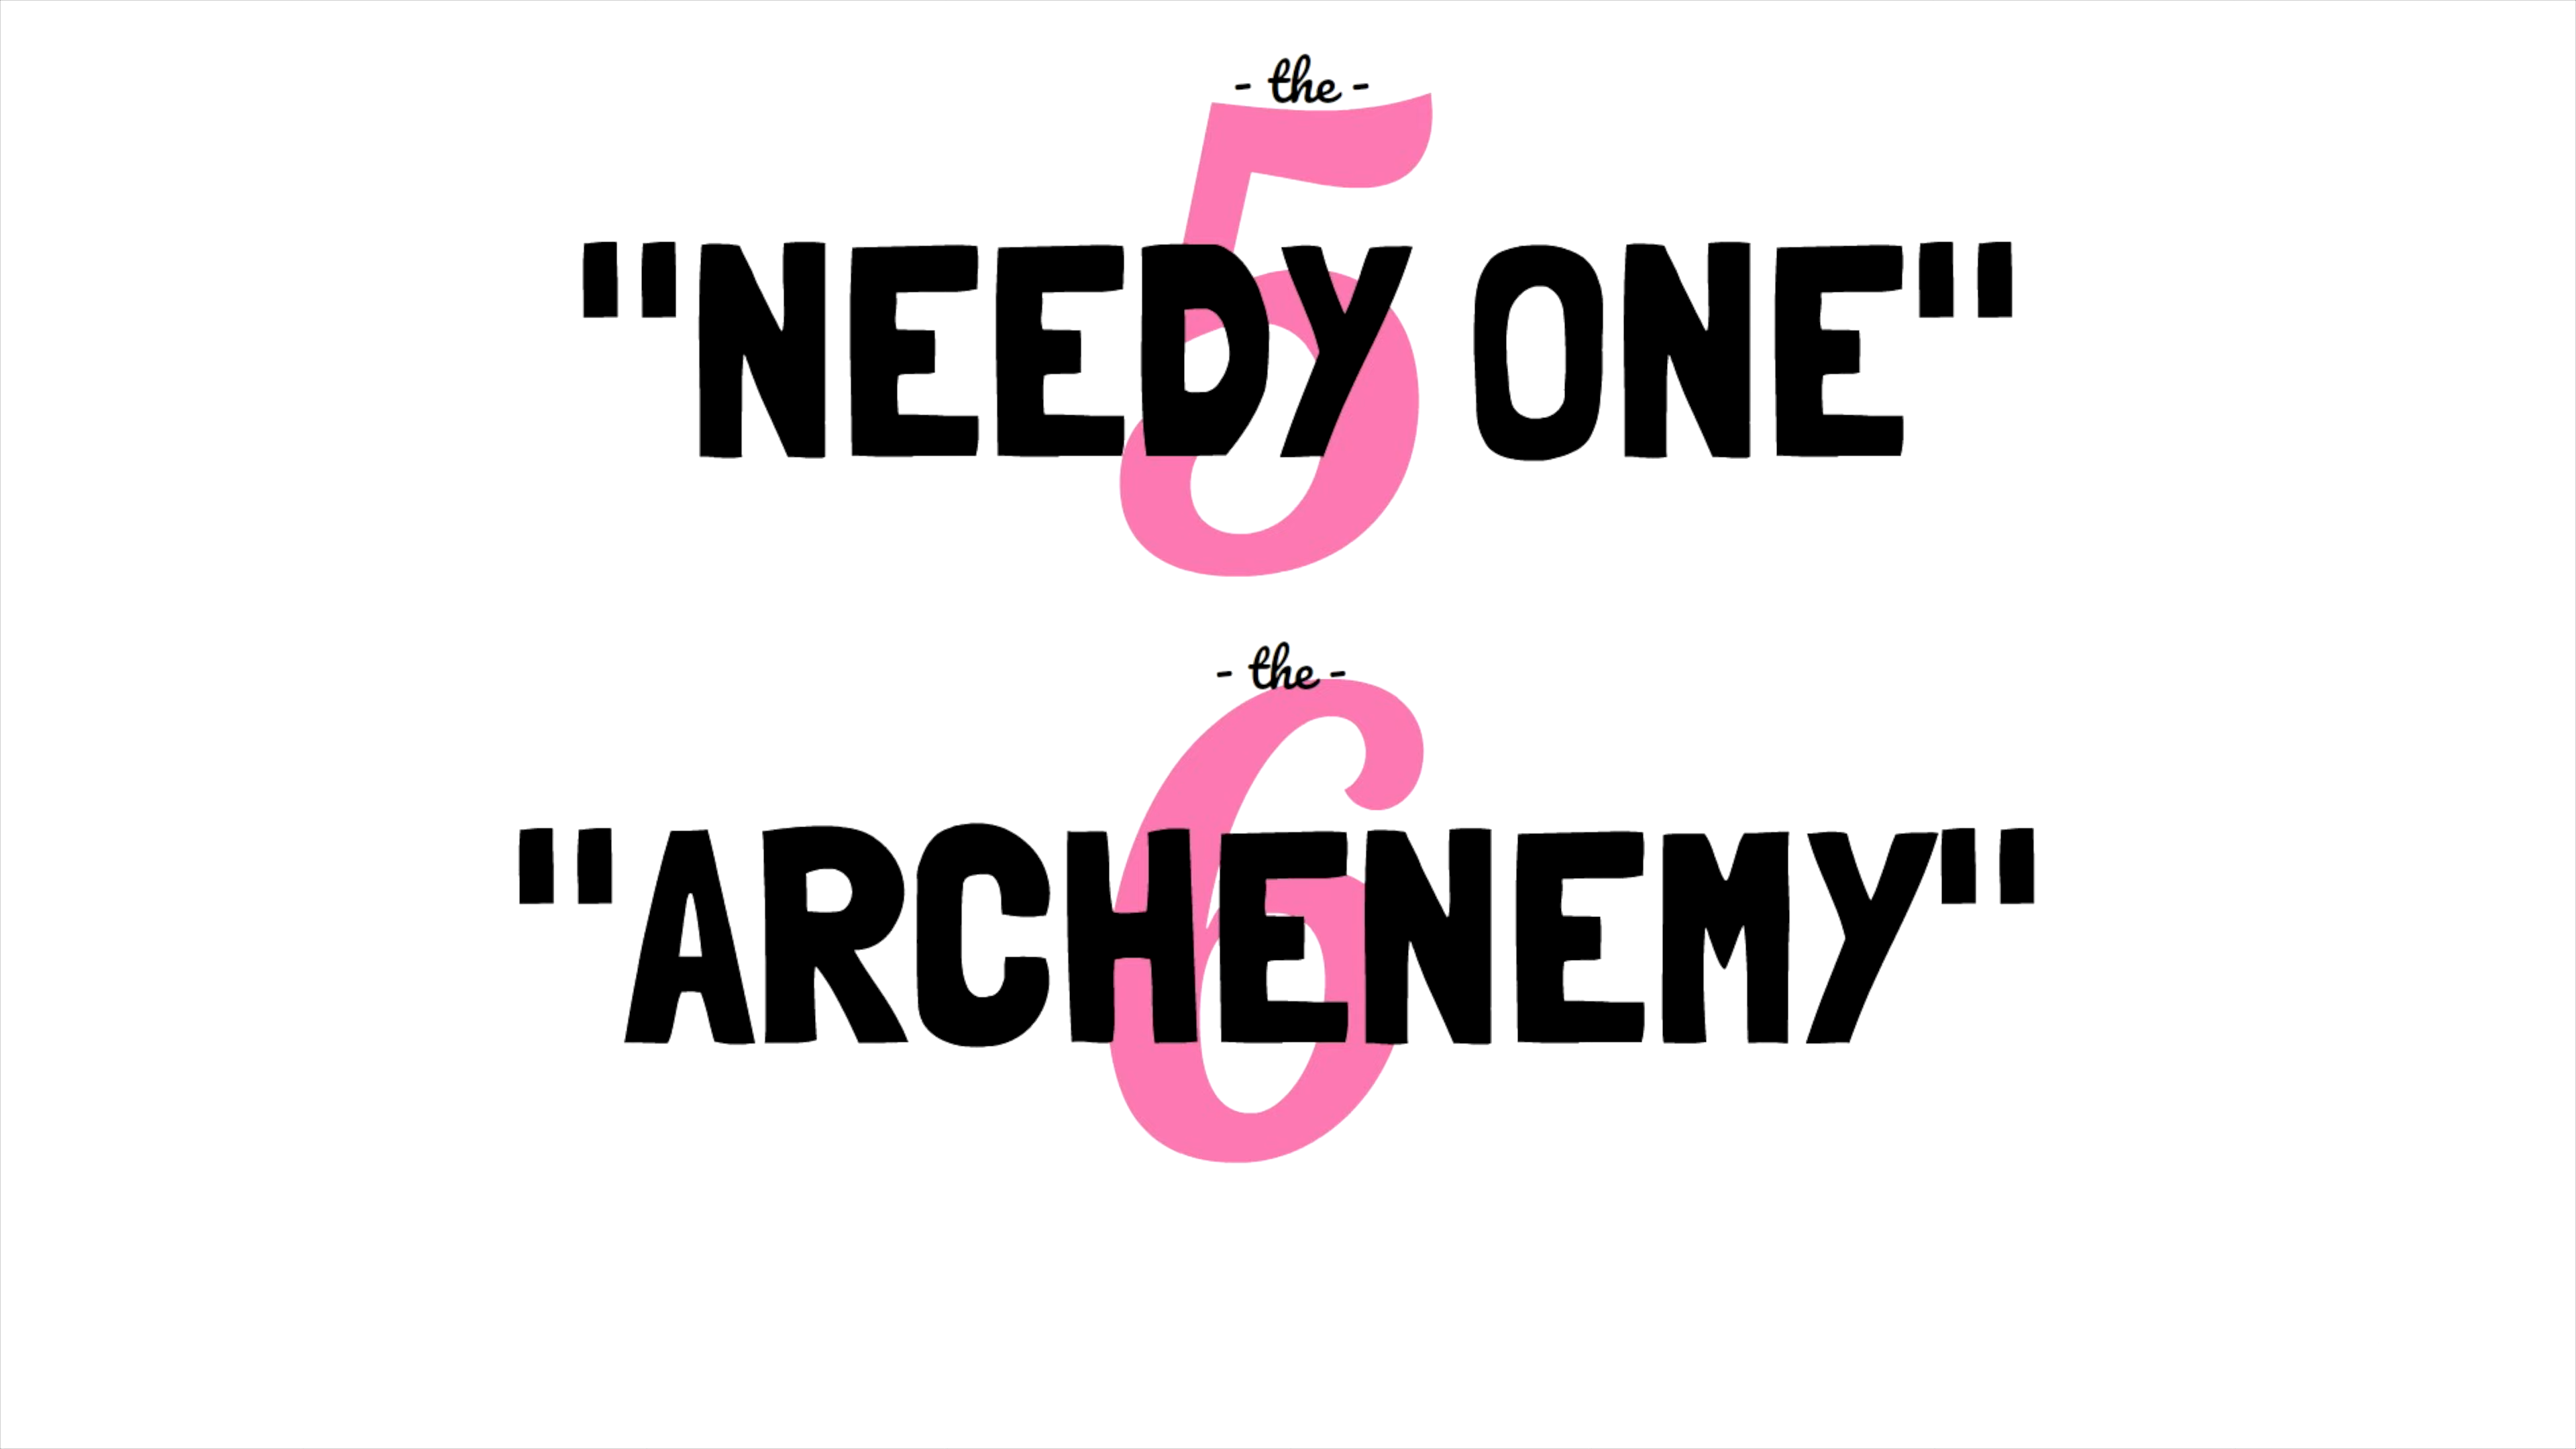 - the -
5
"NEEDY ONE"
- the -
6
"ARCHENEMY"